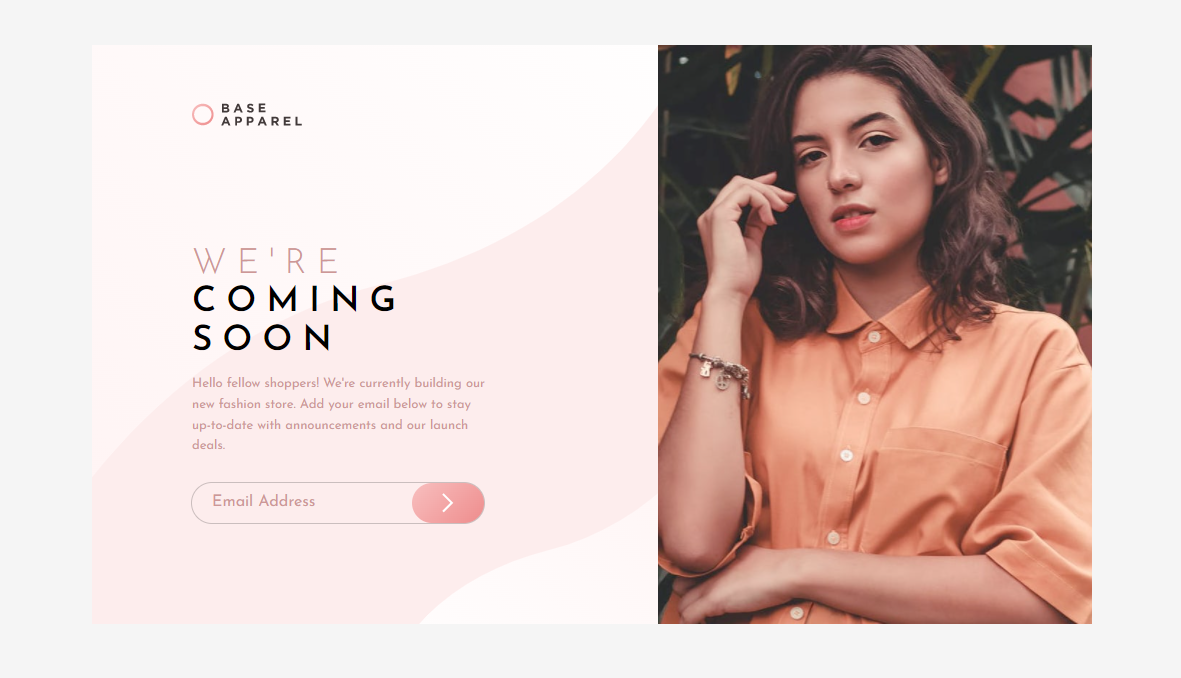 BASE
APPAREL
WE'RE
COMING
SOON
Hello fellow shoppers! We're currently building our
new fashion store. Add your email below to stay
up-to-date with announcements and our launch
deals.
Email Address